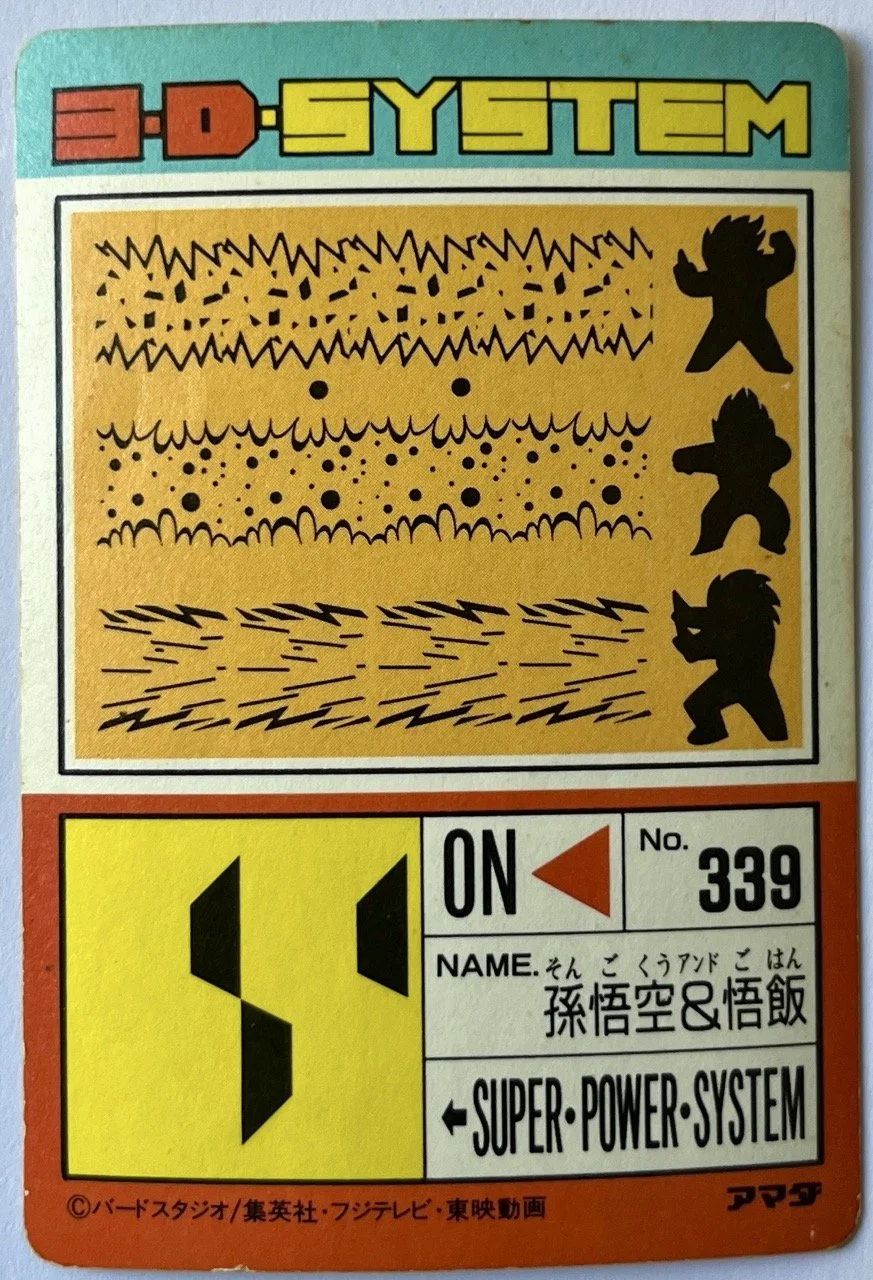 3·D·SYSTEM
ON
No. 339
そんごくうアンドごはん
NAME. 孫悟空&悟飯
SUPER·POWER·SYSTEM
©バードスタジオ/集英社・フジテレビ・東映動画
アマダ